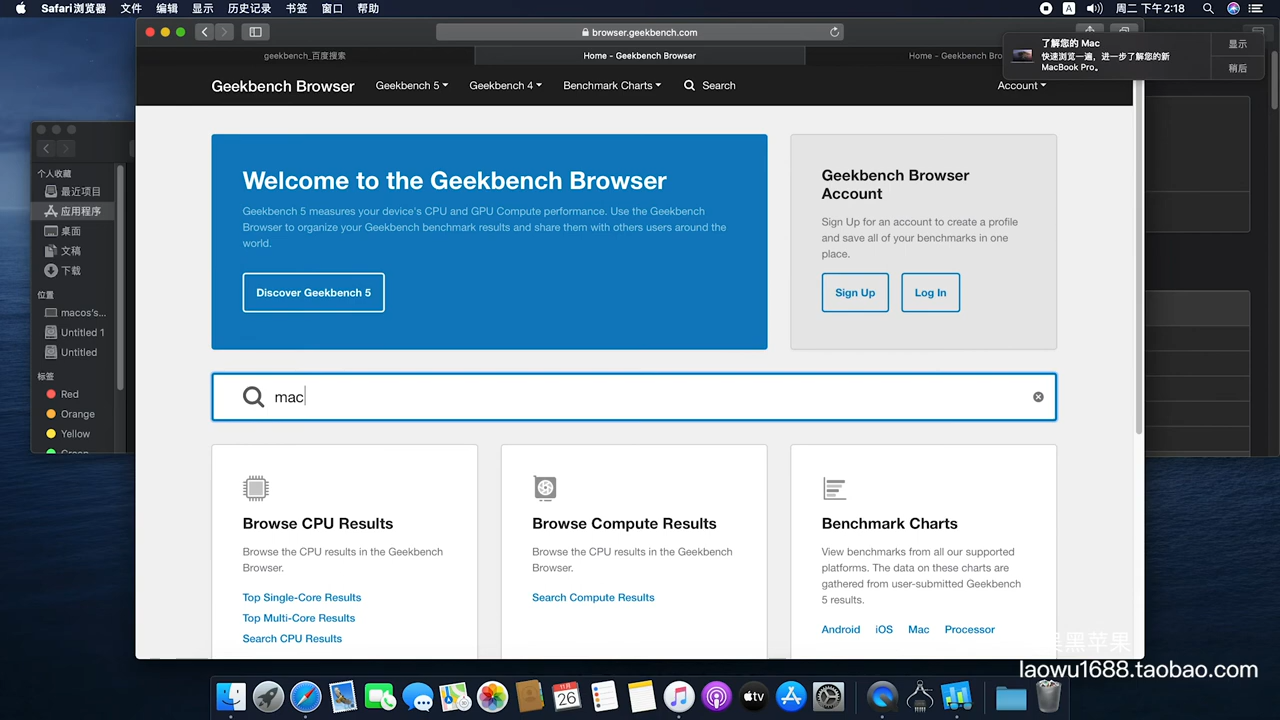 Safari浏览器 文件 编辑 显示 历史记录 书签 窗口 帮助
A 周二 下午2:18
browser.geekbench.com
geekbench_百度搜索
Home - Geekbench Browser
Home - Geekbench Bro
了解您的 Mac
快速浏览一遍，进一步了解您的新
MacBook Pro。
显示
稍后
Geekbench Browser Geekbench 5 Geekbench 4 Benchmark Charts Search Account
个人收藏
最近项目
应用程序
桌面
文稿
下载
位置
macos's...
Untitled 1
Untitled
标签
Red
Orange
Yellow
Green
Welcome to the Geekbench Browser
Geekbench 5 measures your device's CPU and GPU Compute performance. Use the Geekbench
Browser to organize your Geekbench benchmark results and share them with others users around the
world.
Discover Geekbench 5
Geekbench Browser
Account
Sign Up for an account to create a profile
and save all of your benchmarks in one
place.
Sign Up
Log In
mac
Browse CPU Results
Browse the CPU results in the Geekbench
Browser.
Top Single-Core Results
Top Multi-Core Results
Search CPU Results
Browse Compute Results
Browse the CPU results in the Geekbench
Browser.
Search Compute Results
Benchmark Charts
View benchmarks from all our supported
platforms. The data on these charts are
gathered from user-submitted Geekbench
5 results.
Android iOS Mac Processor
黑苹果
laowu1688.taobao.com
11月
26
tv